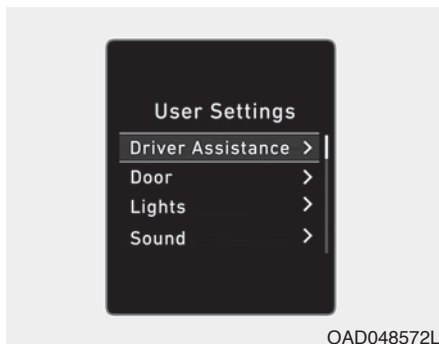 User Settings
Driver Assistance >
Door >
Lights >
Sound >
OAD048572L